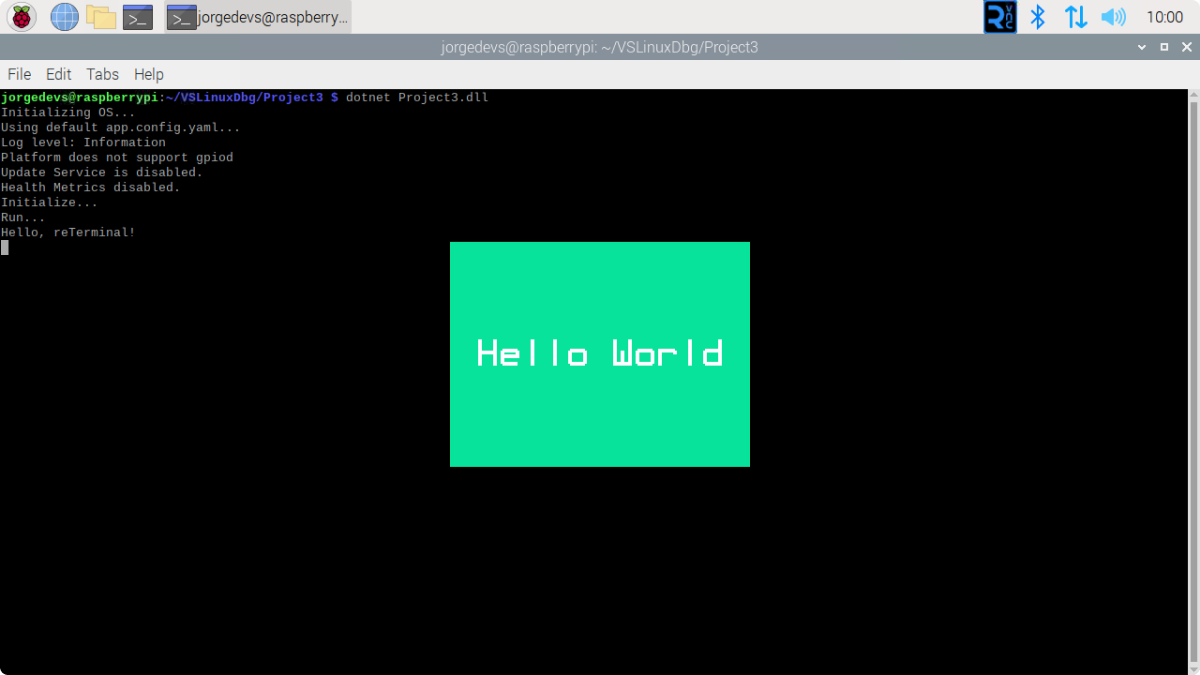 jorgedevs@raspberry...
VNC
10:00
jorgedevs@raspberrypi: ~/VSLinuxDbg/Project3
File Edit Tabs Help
jorgedevs@raspberrypi:~/VSLinuxDbg/Project3 $ dotnet Project3.dll
Initializing OS...
Using default app.config.yaml...
Log level: Information
Platform does not support gpiod
Update Service is disabled.
Health Metrics disabled.
Initialize...
Run...
Hello, reTerminal!
Hello World